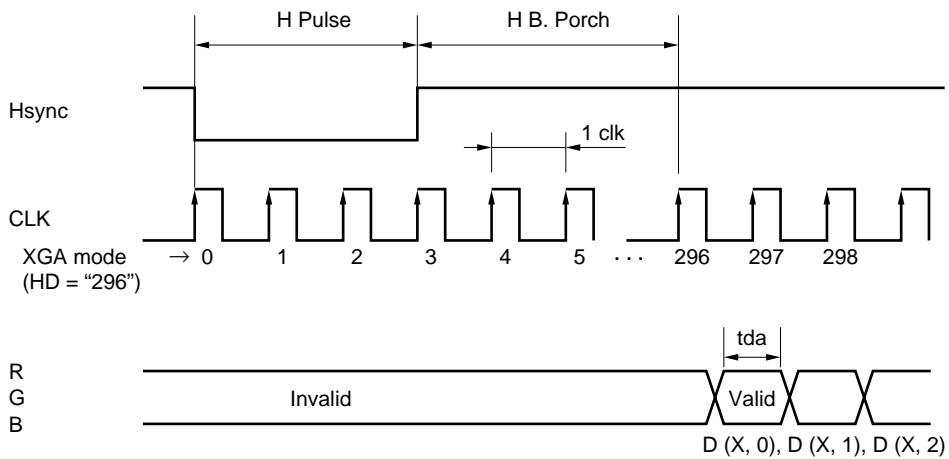 H Pulse H B. Porch
Hsync
1 clk
CLK
XGA mode → 0 1 2 3 4 5 ··· 296 297 298
(HD = “296”)
tda
R
G Invalid Valid
B
D (X, 0), D (X, 1), D (X, 2)